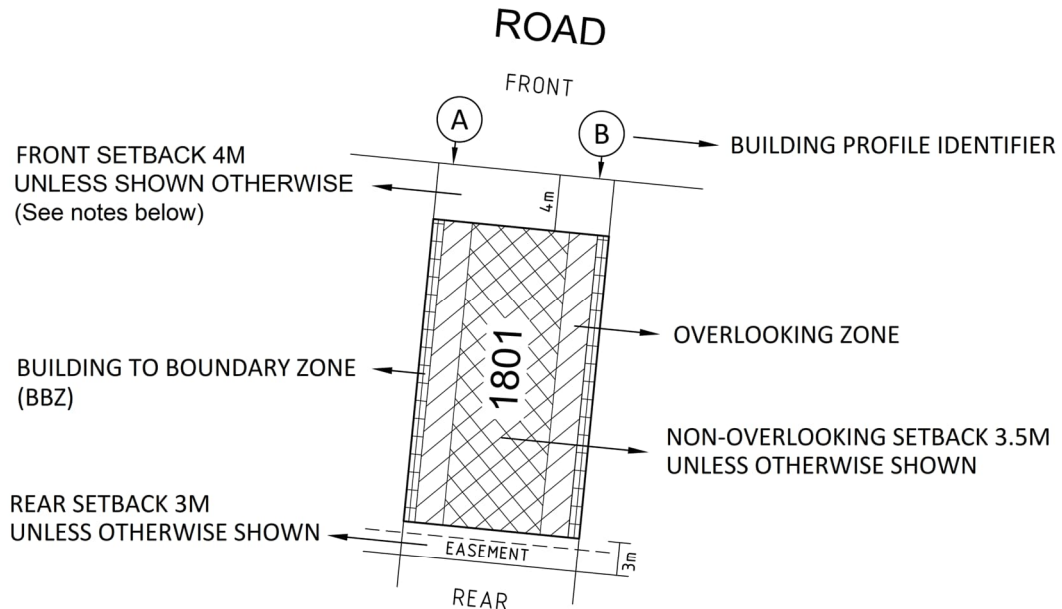 ROAD
FRONT
A
B
BUILDING PROFILE IDENTIFIER
FRONT SETBACK 4M
UNLESS SHOWN OTHERWISE
(See notes below)
4m
OVERLOOKING ZONE
1801
BUILDING TO BOUNDARY ZONE
(BBZ)
NON-OVERLOOKING SETBACK 3.5M
UNLESS OTHERWISE SHOWN
REAR SETBACK 3M
UNLESS OTHERWISE SHOWN
EASEMENT
3m
REAR